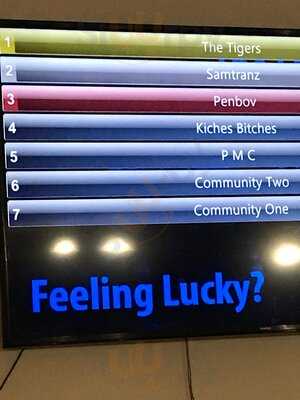 1 The Tigers
2 Samtranz
3 Penbov
4 Kiches Bitches
5 P M C
6 Community Two
7 Community One
Feeling Lucky?